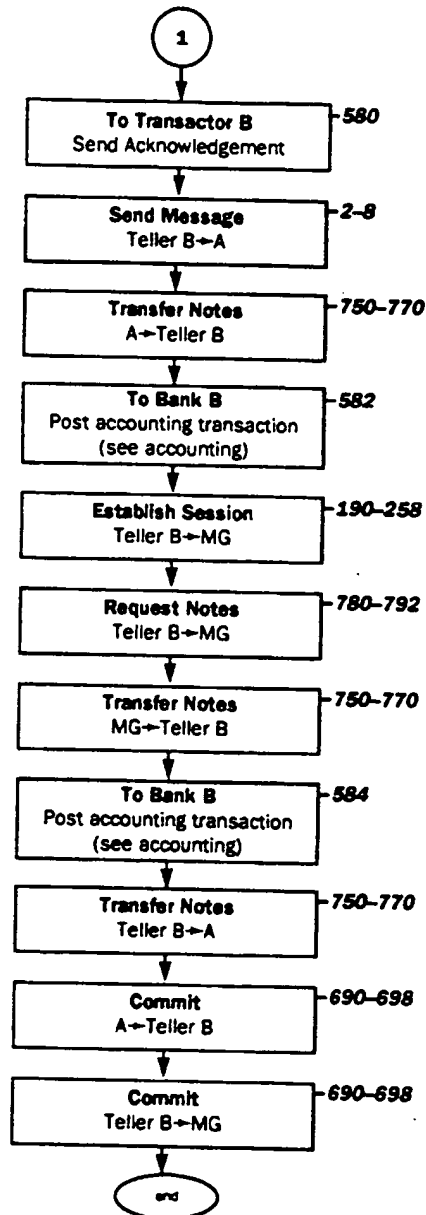 1
To Transactor B
Send Acknowledgement
580
Send Message
Teller B→A
2–8
Transfer Notes
A→Teller B
750–770
To Bank B
Post accounting transaction
(see accounting)
582
Establish Session
Teller B→MG
190–258
Request Notes
Teller B→MG
780–792
Transfer Notes
MG→Teller B
750–770
To Bank B
Post accounting transaction
(see accounting)
584
Transfer Notes
Teller B→A
750–770
Commit
A→Teller B
690–698
Commit
Teller B→MG
690–698
end